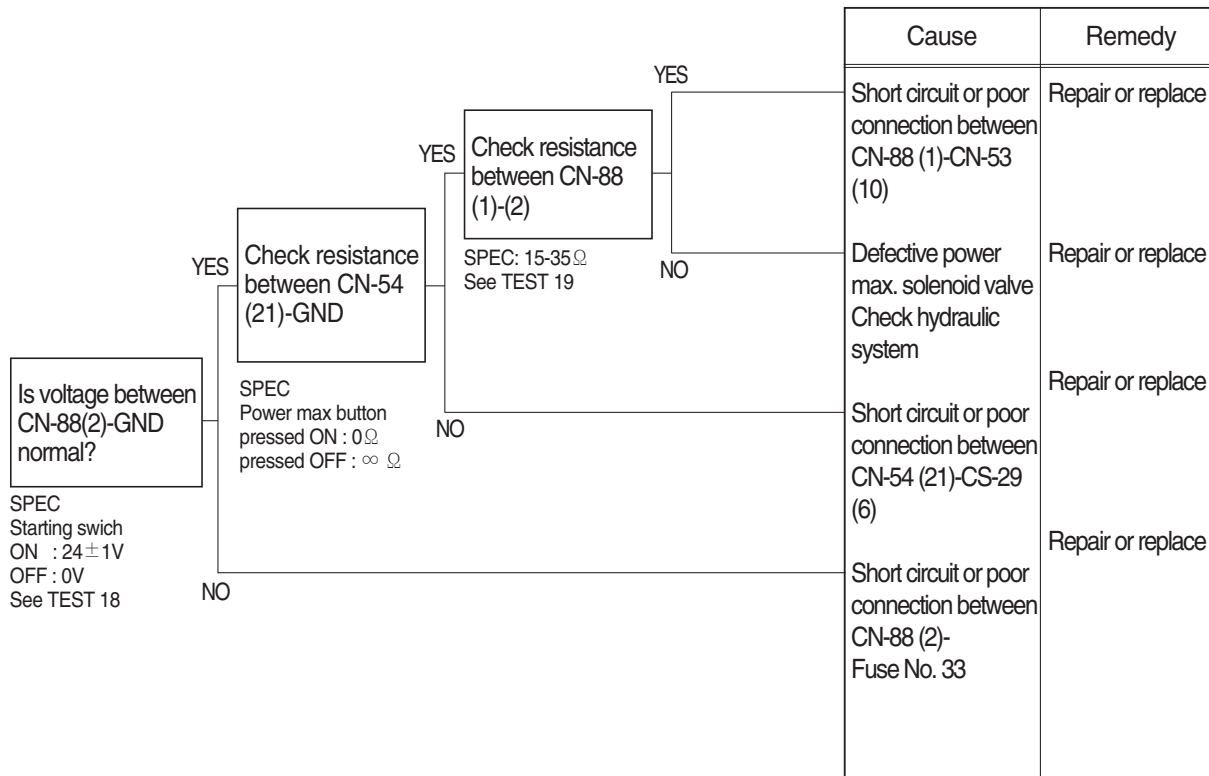 Cause
Remedy
YES
Short circuit or poor
connection between
CN-88 (1)-CN-53
(10)
Repair or replace
YES
Check resistance
between CN-88
(1)-(2)
SPEC: 15-35Ω
See TEST 19
NO
Defective power
max. solenoid valve
Check hydraulic
system
Repair or replace
YES
Check resistance
between CN-54
(21)-GND
SPEC
Power max button
pressed ON : 0Ω
pressed OFF : ∞ Ω
NO
Short circuit or poor
connection between
CN-54 (21)-CS-29
(6)
Repair or replace
Is voltage between
CN-88(2)-GND
normal?
SPEC
Starting swich
ON : 24±1V
OFF : 0V
See TEST 18
NO
Short circuit or poor
connection between
CN-88 (2)-
Fuse No. 33
Repair or replace